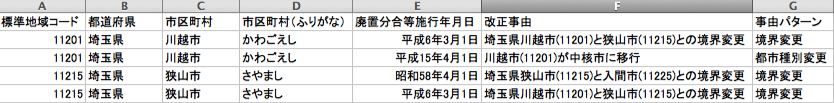 A B C D E F G
標準地域コード 都道府県 市区町村 市区町村(ふりがな) 廃置分合等施行年月日 改正事由 事由パターン
11201 埼玉県 川越市 かわごえし 平成6年3月1日 埼玉県川越市(11201)と狭山市(11215)との境界変更 境界変更
11201 埼玉県 川越市 かわごえし 平成15年4月1日 川越市(11201)が中核市に移行 都市種別変更
11215 埼玉県 狭山市 さやまし 昭和58年4月1日 埼玉県狭山市(11215)と入間市(11225)との境界変更 境界変更
11215 埼玉県 狭山市 さやまし 平成6年3月1日 埼玉県川越市(11201)と狭山市(11215)との境界変更 境界変更